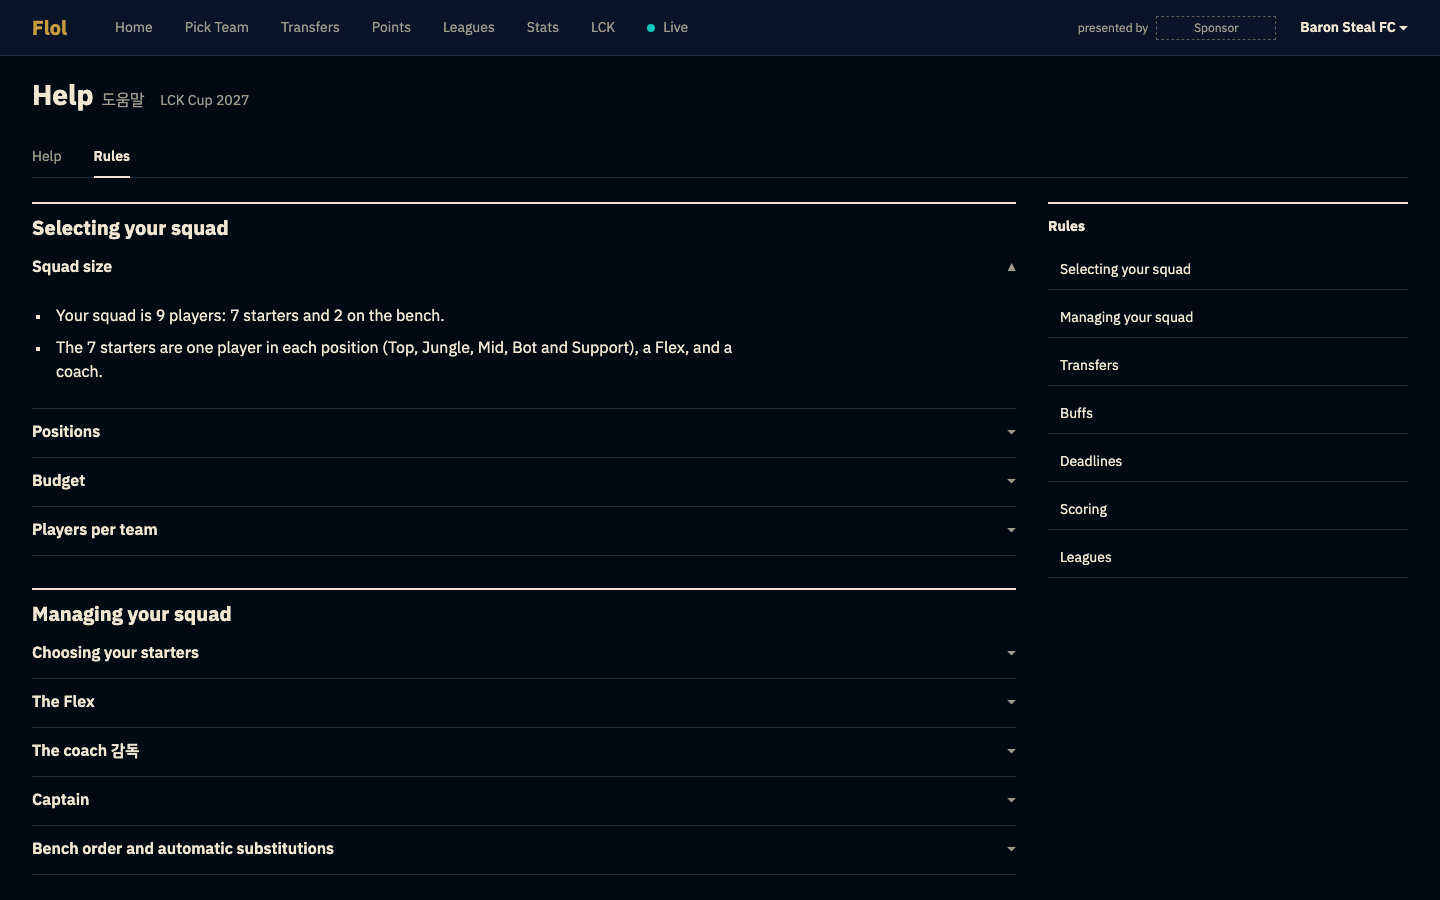 Flol
Home
Pick Team
Transfers
Points
Leagues
Stats
LCK
Live
presented by
Sponsor
Baron Steal FC
Help 도움말 LCK Cup 2027
Help
Rules
Selecting your squad
Squad size
Your squad is 9 players: 7 starters and 2 on the bench.
The 7 starters are one player in each position (Top, Jungle, Mid, Bot and Support), a Flex, and a
coach.
Positions
Budget
Players per team
Managing your squad
Choosing your starters
The Flex
The coach 감독
Captain
Bench order and automatic substitutions
Rules
Selecting your squad
Managing your squad
Transfers
Buffs
Deadlines
Scoring
Leagues